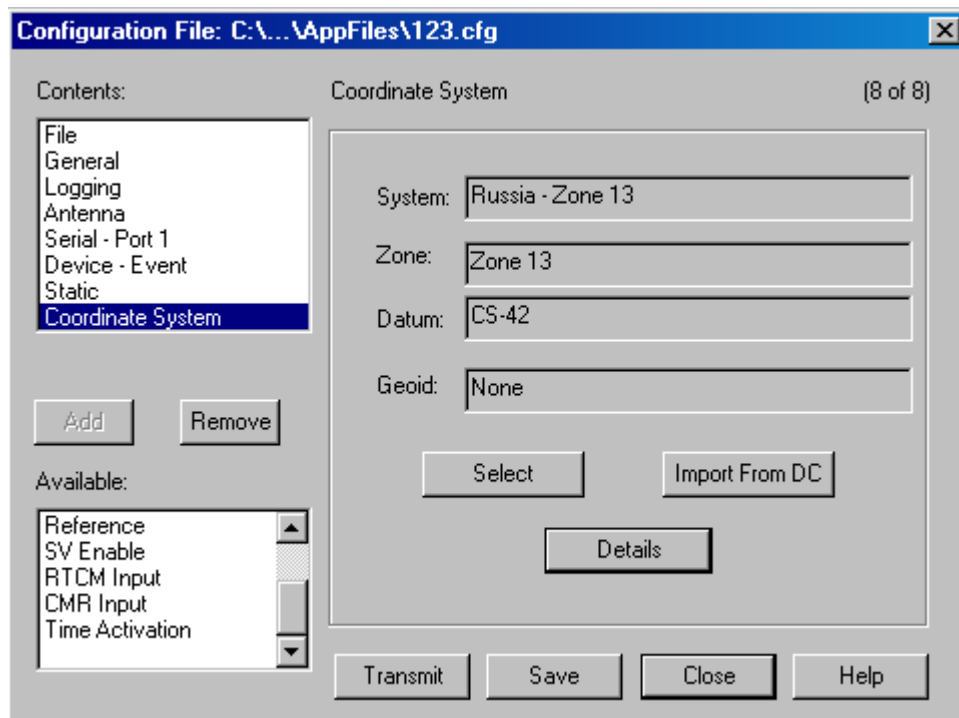 Configuration File: C:\...\AppFiles\123.cfg
Contents:
File
General
Logging
Antenna
Serial - Port 1
Device - Event
Static
Coordinate System
Add
Remove
Available:
Reference
SV Enable
RTCM Input
CMR Input
Time Activation
Coordinate System
(8 of 8)
System: Russia - Zone 13
Zone: Zone 13
Datum: CS-42
Geoid: None
Select
Import From DC
Details
Transmit
Save
Close
Help